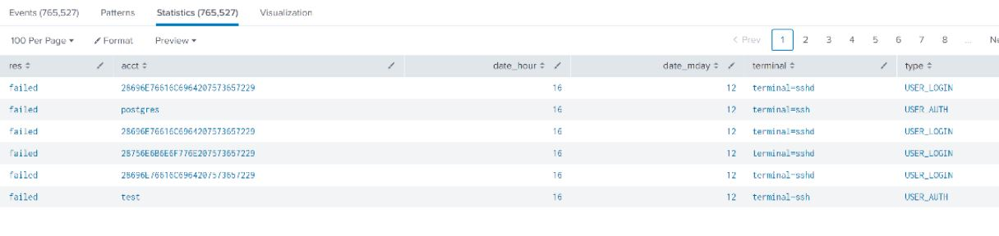 Events (765,527) Patterns Statistics (765,527) Visualization
100 Per Page Format Preview < Prev 1 2 3 4 5 6 7 8 ... Ne
res acct date_hour date_mday terminal type
failed 28696E76616C6964207573657229 16 12 terminal=sshd USER_LOGIN
failed postgres 16 12 terminal=ssh USER_AUTH
failed 28696E76616C6964207573657229 16 12 terminal=sshd USER_LOGIN
failed 28756E6B6E6F776E207573657229 16 12 terminal=sshd USER_LOGIN
failed 28696E76616C6964207573657229 16 12 terminal=sshd USER_LOGIN
failed test 16 12 terminal=ssh USER_AUTH